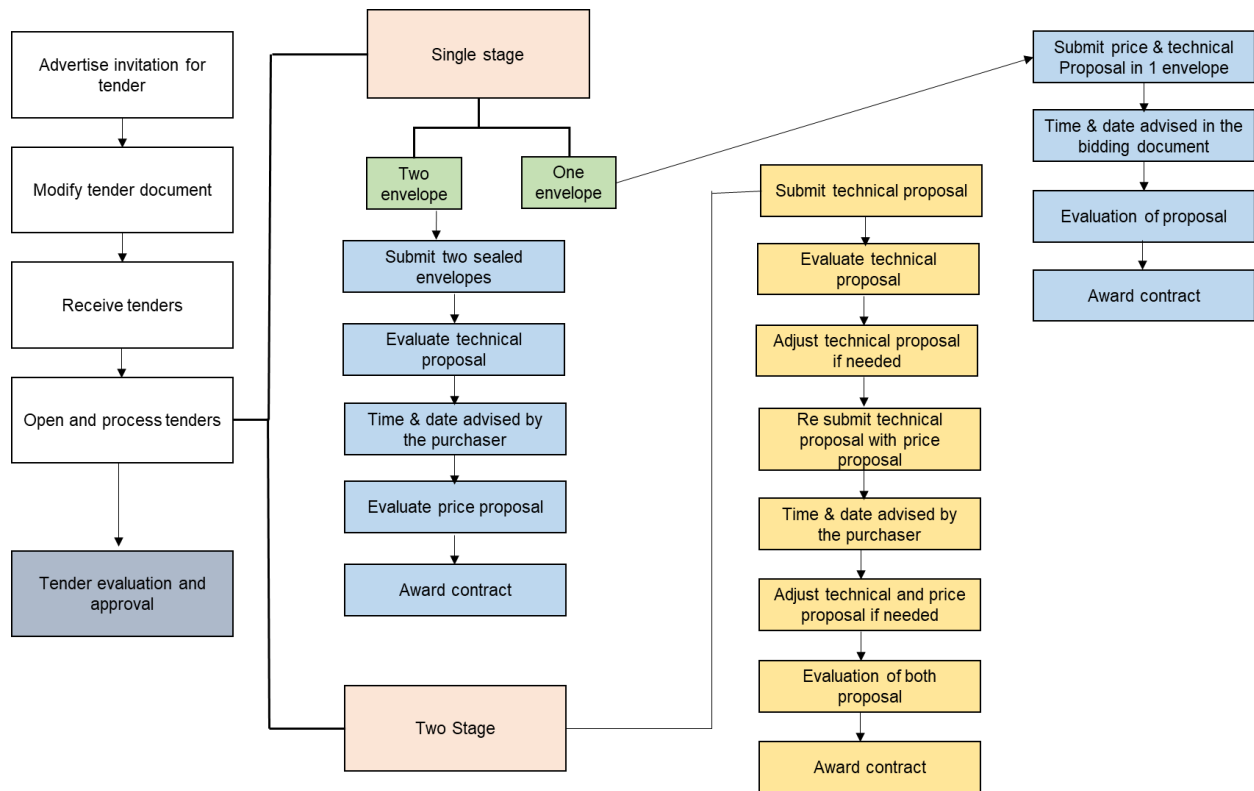 Advertise invitation for
tender
Modify tender document
Receive tenders
Open and process tenders
Tender evaluation and
approval
Single stage
Two
envelope
One
envelope
Submit two sealed
envelopes
Evaluate technical
proposal
Time & date advised by
the purchaser
Evaluate price proposal
Award contract
Two Stage
Submit technical proposal
Evaluate technical
proposal
Adjust technical proposal
if needed
Re submit technical
proposal with price
proposal
Time & date advised by
the purchaser
Adjust technical and price
proposal if needed
Evaluation of both
proposal
Award contract
Submit price & technical
Proposal in 1 envelope
Time & date advised in the
bidding document
Evaluation of proposal
Award contract